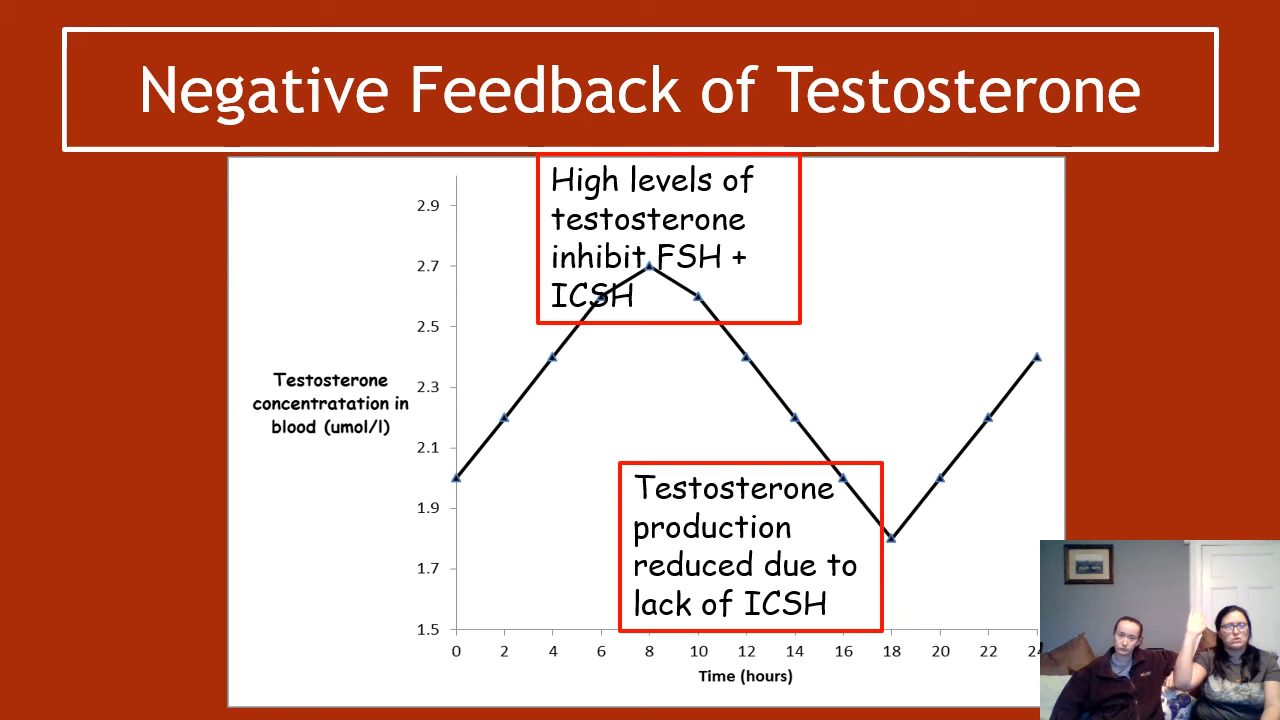 Negative Feedback of Testosterone
High levels of
testosterone
inhibit FSH +
ICSH
2.9
2.7
2.5
2.3
2.1
1.9
1.7
1.5
Testosterone
concentratation in
blood (umol/l)
Testosterone
production
reduced due to
lack of ICSH
0 2 4 6 8 10 12 14 16 18 20 22
Time (hours)